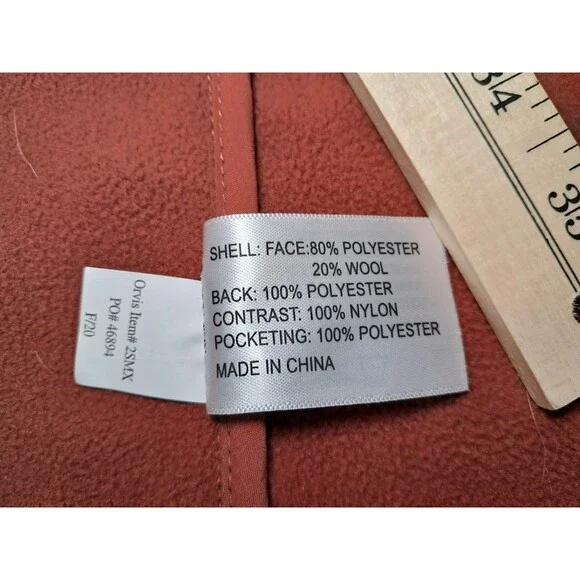 SHELL: FACE:80% POLYESTER
20% WOOL
BACK: 100% POLYESTER
CONTRAST: 100% NYLON
POCKETING: 100% POLYESTER
MADE IN CHINA
Orvis Item# 2SMX
PO# 46894
F/20
34
35